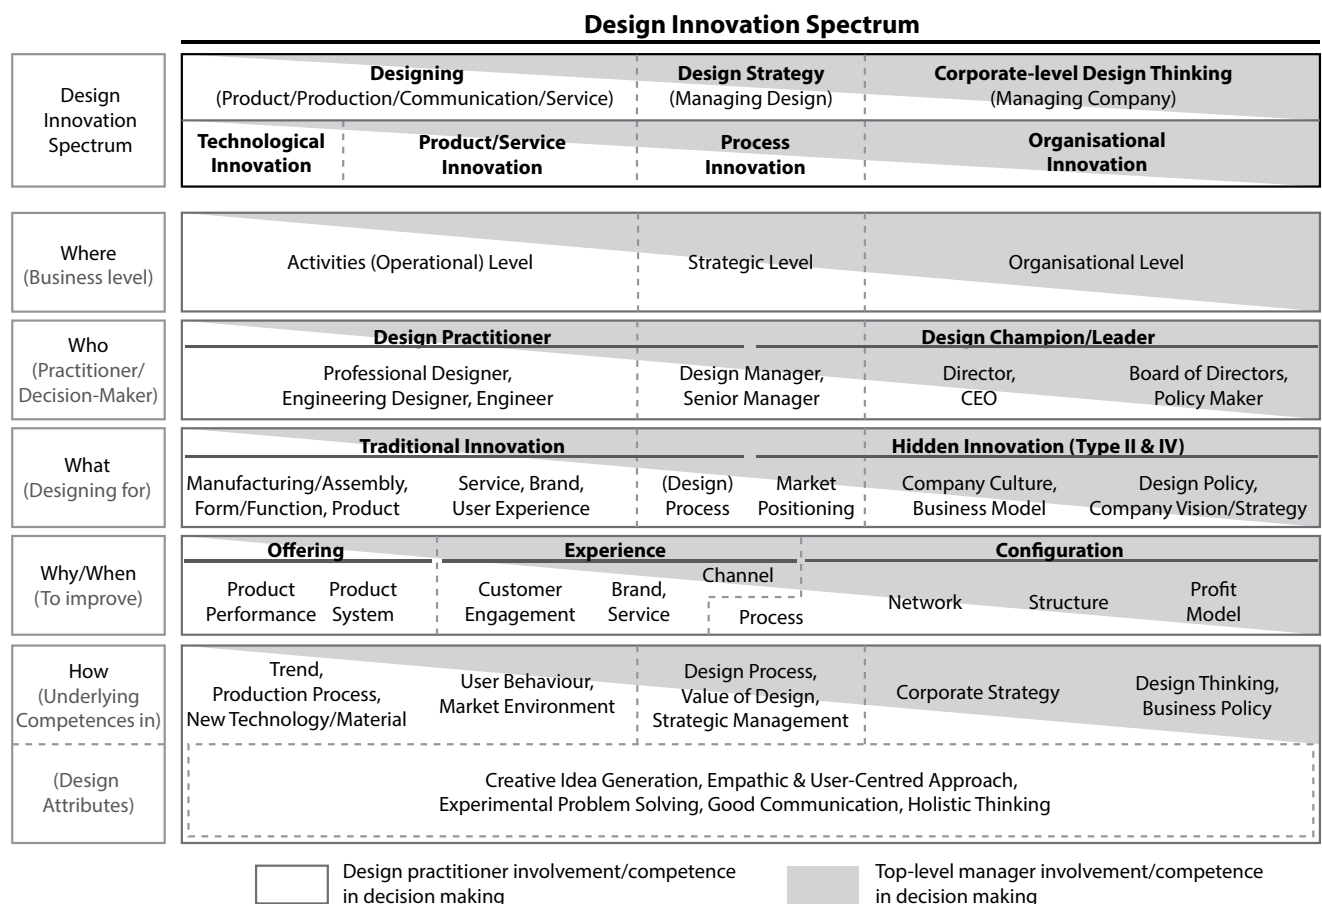 Design Innovation Spectrum
Design
Innovation
Spectrum
Designing
(Product/Production/Communication/Service)
Design Strategy
(Managing Design)
Corporate-level Design Thinking
(Managing Company)
Technological
Innovation
Product/Service
Innovation
Process
Innovation
Organisational
Innovation
Where
(Business level)
Activities (Operational) Level
Strategic Level
Organisational Level
Who
(Practitioner/
Decision-Maker)
Design Practitioner
Design Champion/Leader
Professional Designer,
Engineering Designer, Engineer
Design Manager,
Senior Manager
Director,
CEO
Board of Directors,
Policy Maker
What
(Designing for)
Traditional Innovation
Hidden Innovation (Type II & IV)
Manufacturing/Assembly,
Form/Function, Product
Service, Brand,
User Experience
(Design)
Process
Market
Positioning
Company Culture,
Business Model
Design Policy,
Company Vision/Strategy
Why/When
(To improve)
Offering
Experience
Configuration
Product
Performance
Product
System
Customer
Engagement
Brand,
Service
Channel
Process
Network
Structure
Profit
Model
How
(Underlying
Competences in)
Trend,
Production Process,
New Technology/Material
User Behaviour,
Market Environment
Design Process,
Value of Design,
Strategic Management
Corporate Strategy
Design Thinking,
Business Policy
(Design
Attributes)
Creative Idea Generation, Empathic & User-Centred Approach,
Experimental Problem Solving, Good Communication, Holistic Thinking
Design practitioner involvement/competence
in decision making
Top-level manager involvement/competence
in decision making